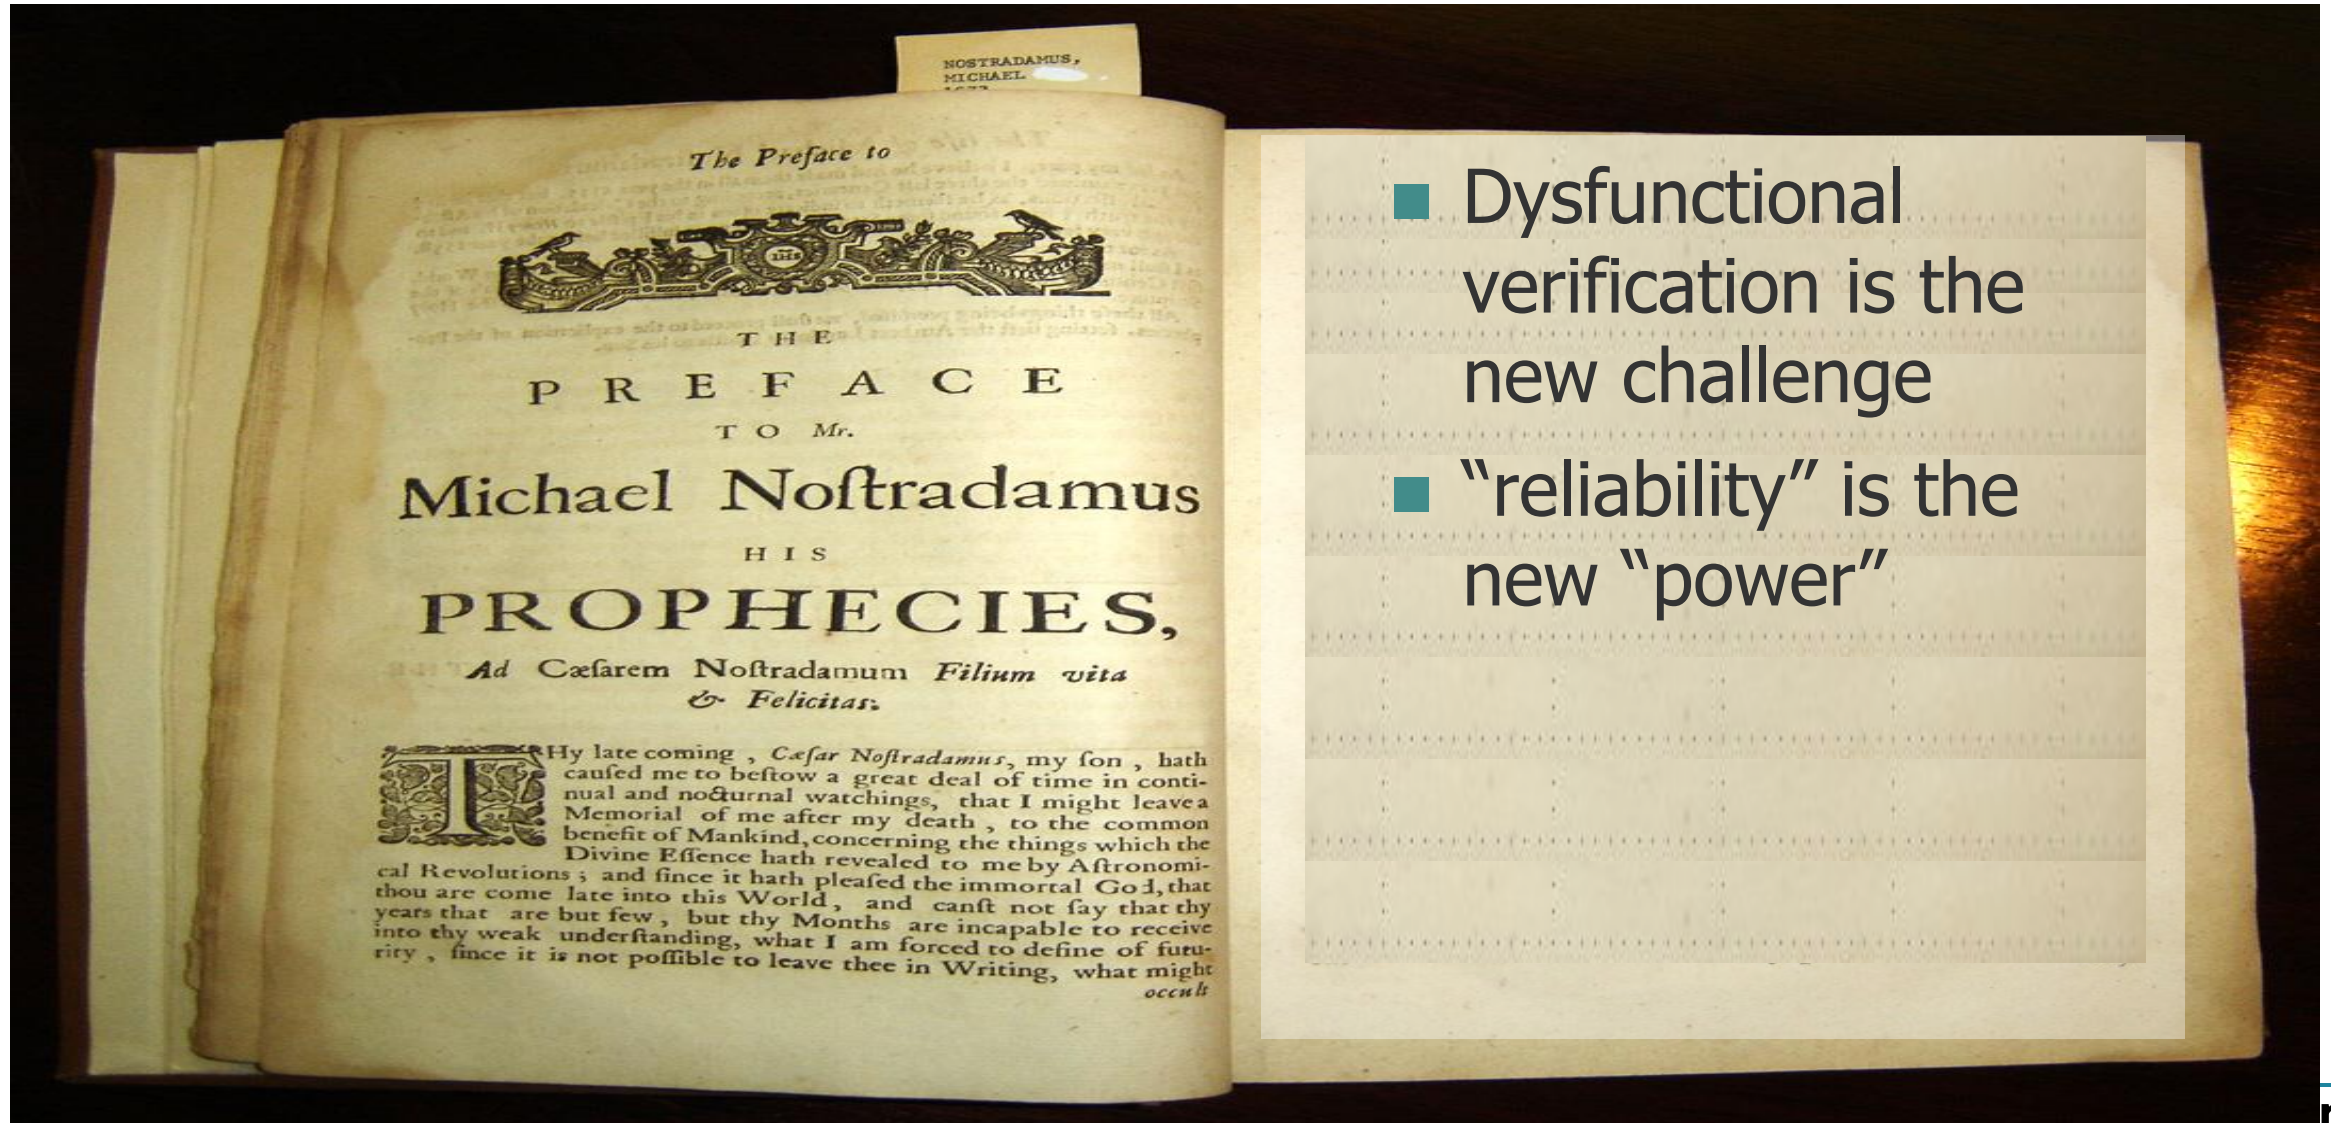 NOSTRADAMUS,
MICHAEL
The Preface to
IHS
THE
PREFACE
TO Mr.
Michael Noſtradamus
HIS
PROPHECIES,
Ad Cæſarem Noſtradamum Filium vita
& Felicitas.
THy late coming , Cæſar Noſtradamus, my ſon , hath
cauſed me to beſtow a great deal of time in conti-
nual and nocturnal watchings, that I might leave a
Memorial of me after my death , to the common
benefit of Mankind, concerning the things which the
Divine Eſſence hath revealed to me by Aſtronomi-
cal Revolutions ; and ſince it hath pleaſed the immortal God, that
thou are come late into this World, and canſt not ſay that thy
years that are but few, but thy Months are incapable to receive
into thy weak underſtanding, what I am forced to define of futu-
rity , ſince it is not poſſible to leave thee in Writing, what might
occult
■ Dysfunctional
verification is the
new challenge
■ “reliability” is the
new “power”